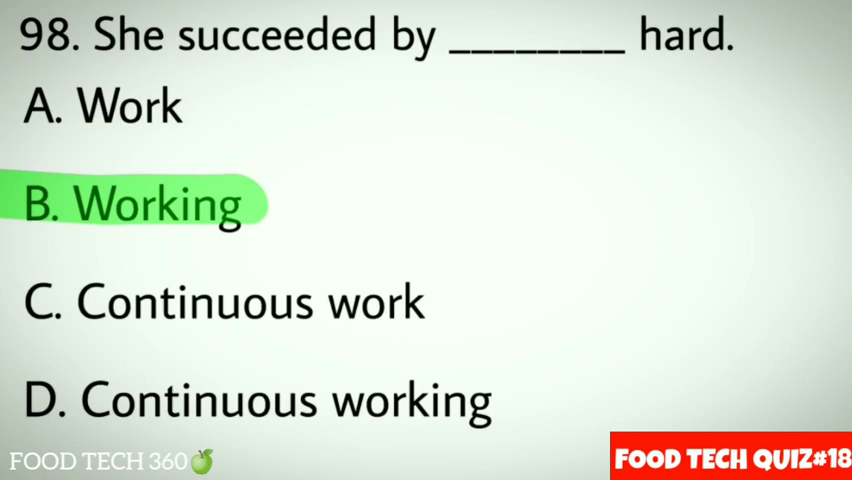 98. She succeeded by ________ hard.
A. Work
B. Working
C. Continuous work
D. Continuous working
FOOD TECH 360
FOOD TECH QUIZ#18